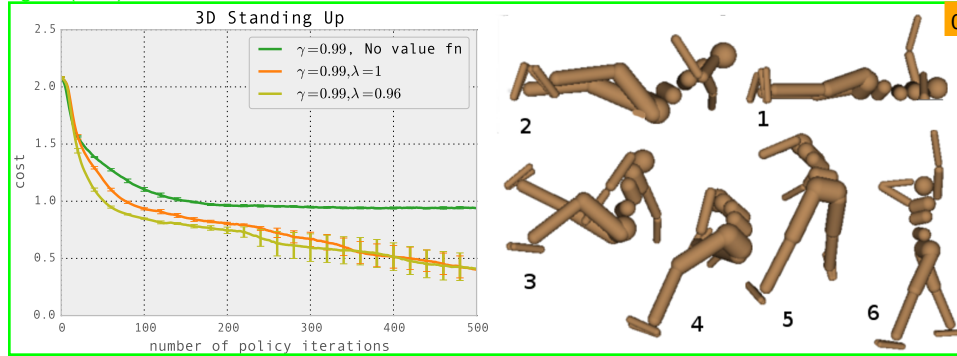 3D Standing Up
2.5
2.0
1.5
1.0
0.5
0.0
cost
γ=0.99, No value fn
γ=0.99,λ=1
γ=0.99,λ=0.96
0 100 200 300 400 500
number of policy iterations
2 1
3 4 5 6